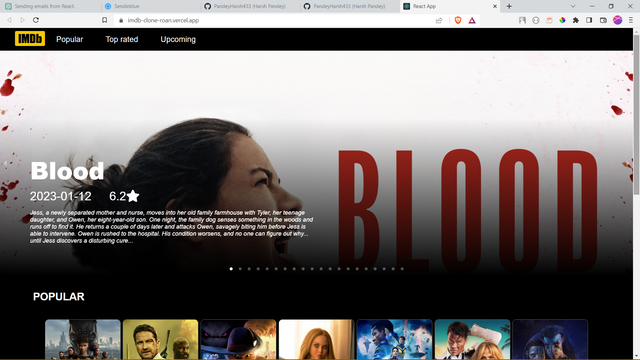 Sending emails from React.
Sendinblue
PandeyHarsh433 (Harsh Pandey)
PandeyHarsh433 (Harsh Pandey)
React App
imdb-clone-roan.vercel.app
IMDb
Popular
Top rated
Upcoming
BLOOD
Blood
2023-01-12 6.2
Jess, a newly separated mother and nurse, moves into her old family farmhouse with Tyler, her teenage
daughter, and Owen, her eight-year-old son. One night, the family dog senses something in the woods and
runs off to find it. He returns a couple of days later and attacks Owen, savagely biting him before Jess is
able to intervene. Owen is rushed to the hospital. His condition worsens, and no one can figure out why...
until Jess discovers a disturbing cure...
POPULAR